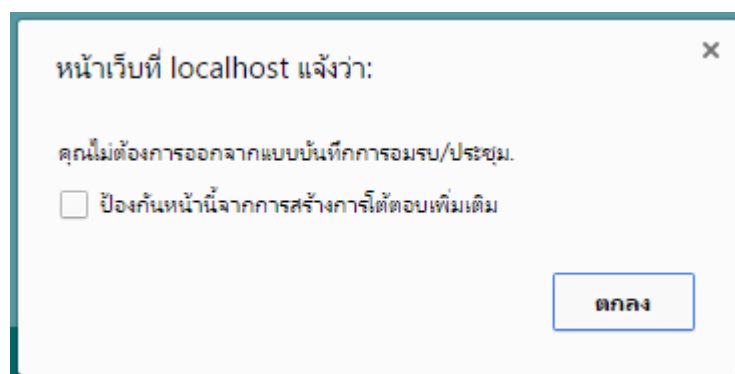 หน้าเว็บที่ localhost แจ้งว่า:
คุณไม่ต้องการออกจากแบบบันทึกการอมรบ/ประชุม.
ป้องกันหน้านี้จากการสร้างการโต้ตอบเพิ่มเติม
ตกลง